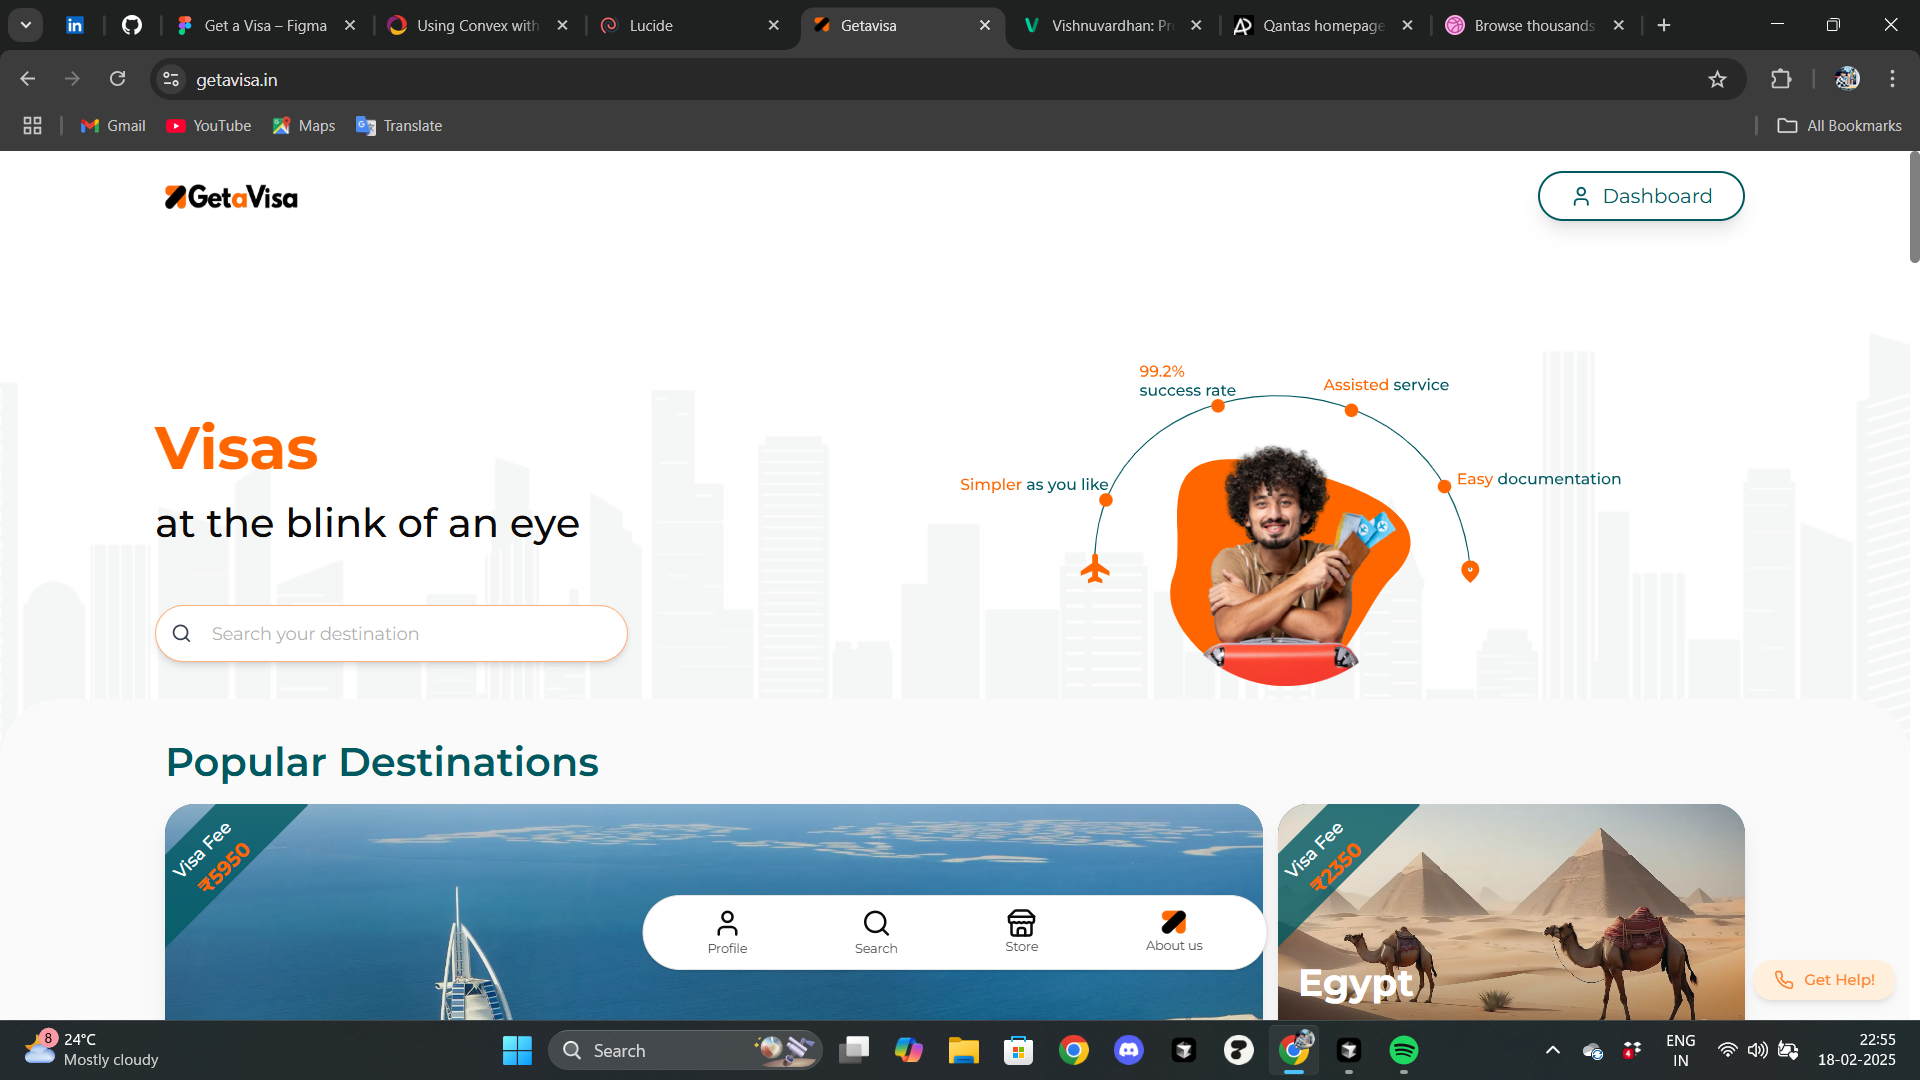 Get a Visa – Figma
Using Convex with
Lucide
Getavisa
Vishnuvardhan: Pr
Qantas homepage
Browse thousands
getavisa.in
Gmail
YouTube
Maps
Translate
All Bookmarks
GetaVisa
Dashboard
99.2%
success rate
Assisted service
Simpler as you like
Easy documentation
Visas
at the blink of an eye
Search your destination
Popular Destinations
Visa Fee
₹5950
Visa Fee
₹2350
Egypt
Profile
Search
Store
About us
Get Help!
8
24°C
Mostly cloudy
Search
4
ENG
IN
22:55
18-02-2025